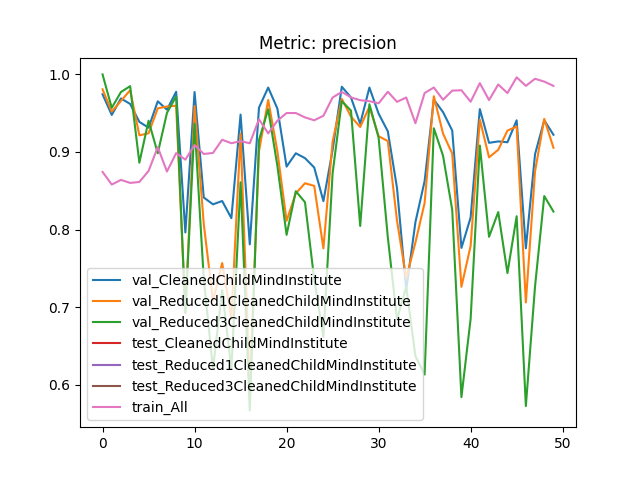 Metric: precision
1.0
0.9
0.8
0.7
0.6
val_CleanedChildMindInstitute
val_Reduced1CleanedChildMindInstitute
val_Reduced3CleanedChildMindInstitute
test_CleanedChildMindInstitute
test_Reduced1CleanedChildMindInstitute
test_Reduced3CleanedChildMindInstitute
train_All
0 10 20 30 40 50